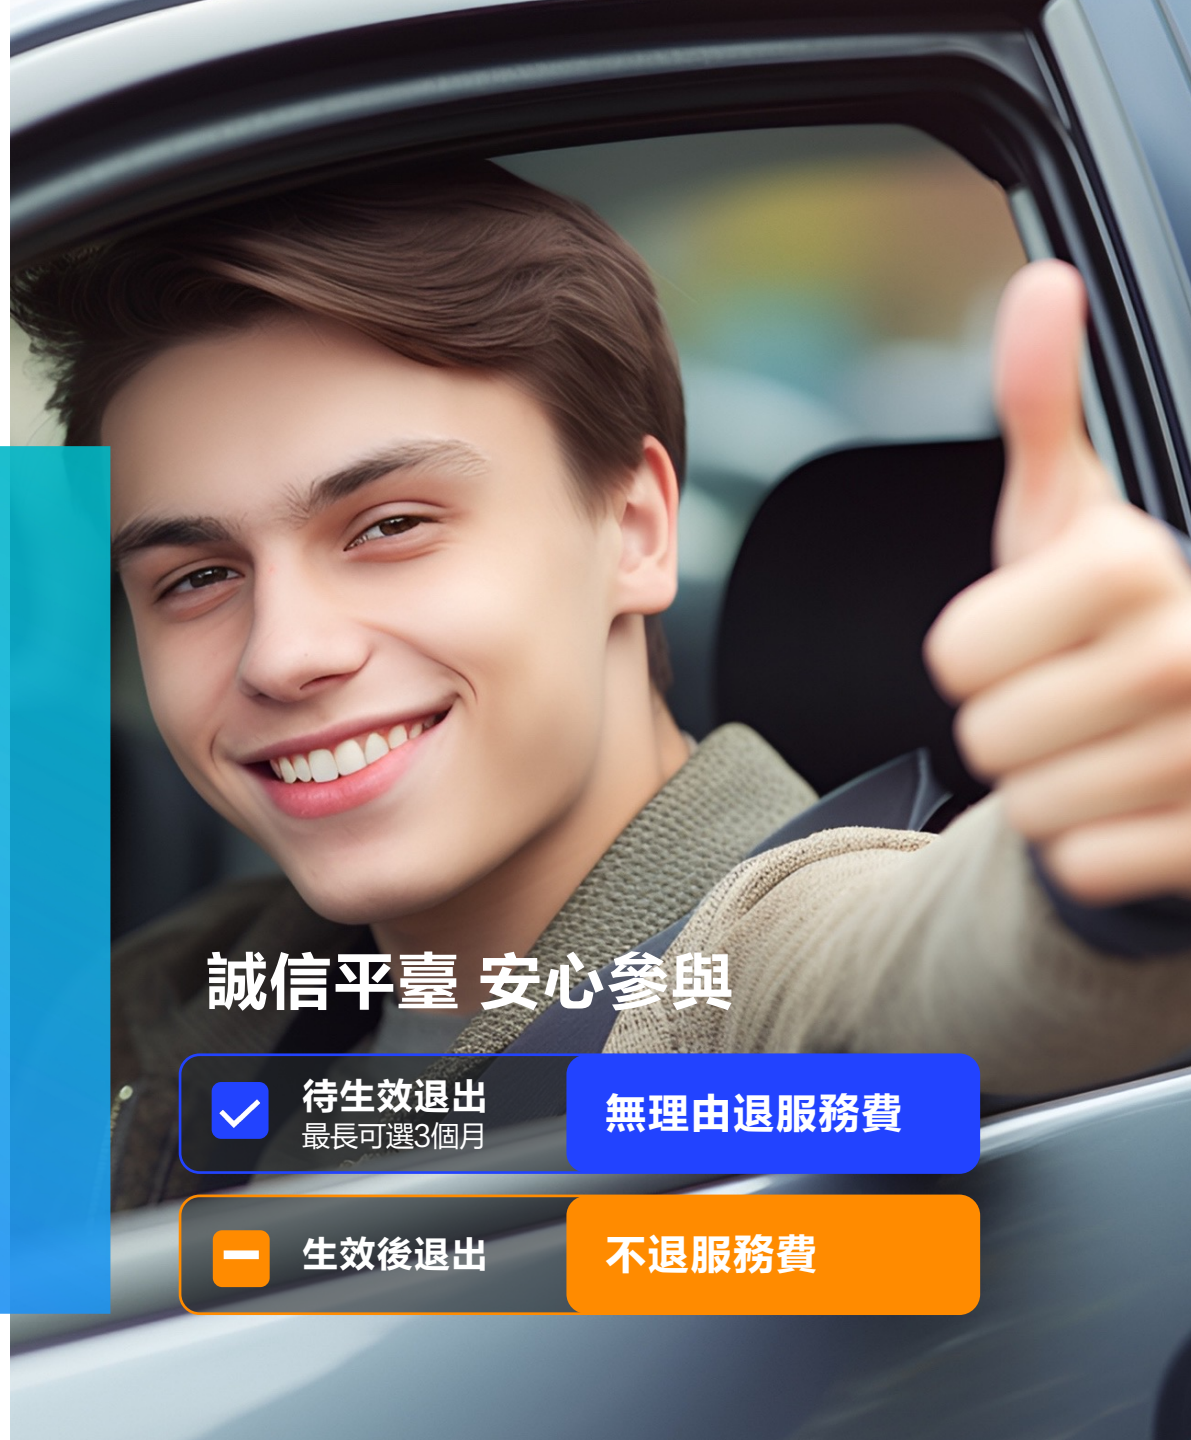 誠信平臺 安心參與
待生效退出
最長可選3個月
無理由退服務費
生效後退出
不退服務費